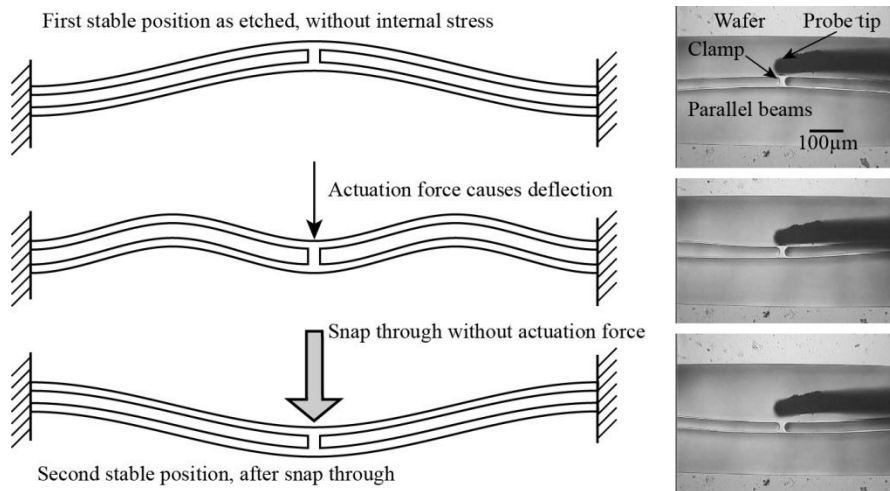 First stable position as etched, without internal stress
Actuation force causes deflection
Snap through without actuation force
Second stable position, after snap through
Wafer
Probe tip
Clamp
Parallel beams
100µm